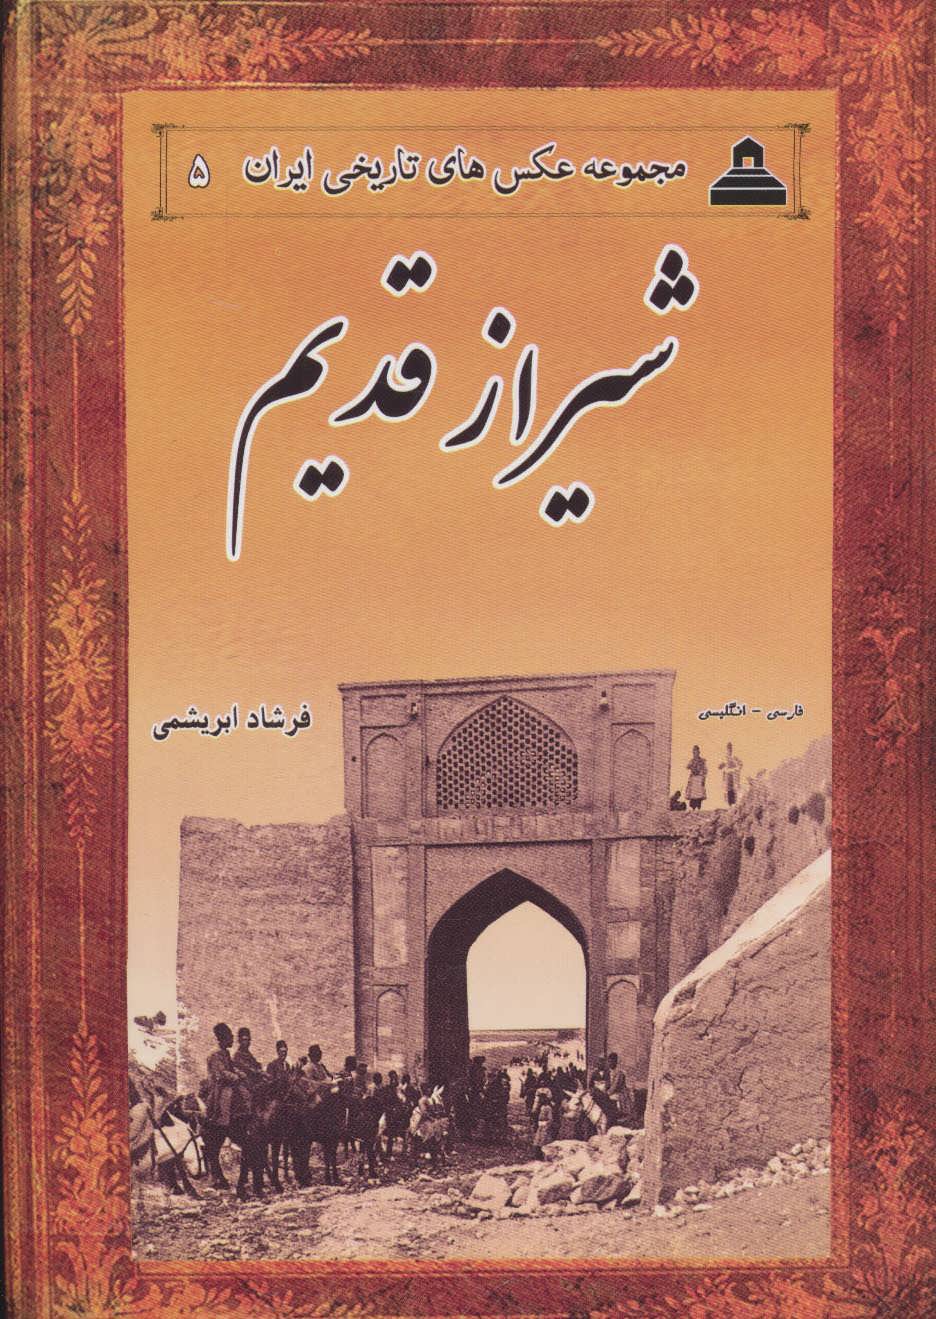 مجموعه عکس های تاریخی ایران ۵
شیراز قدیم
فارسی - انگلیسی
فرشاد ابریشمی